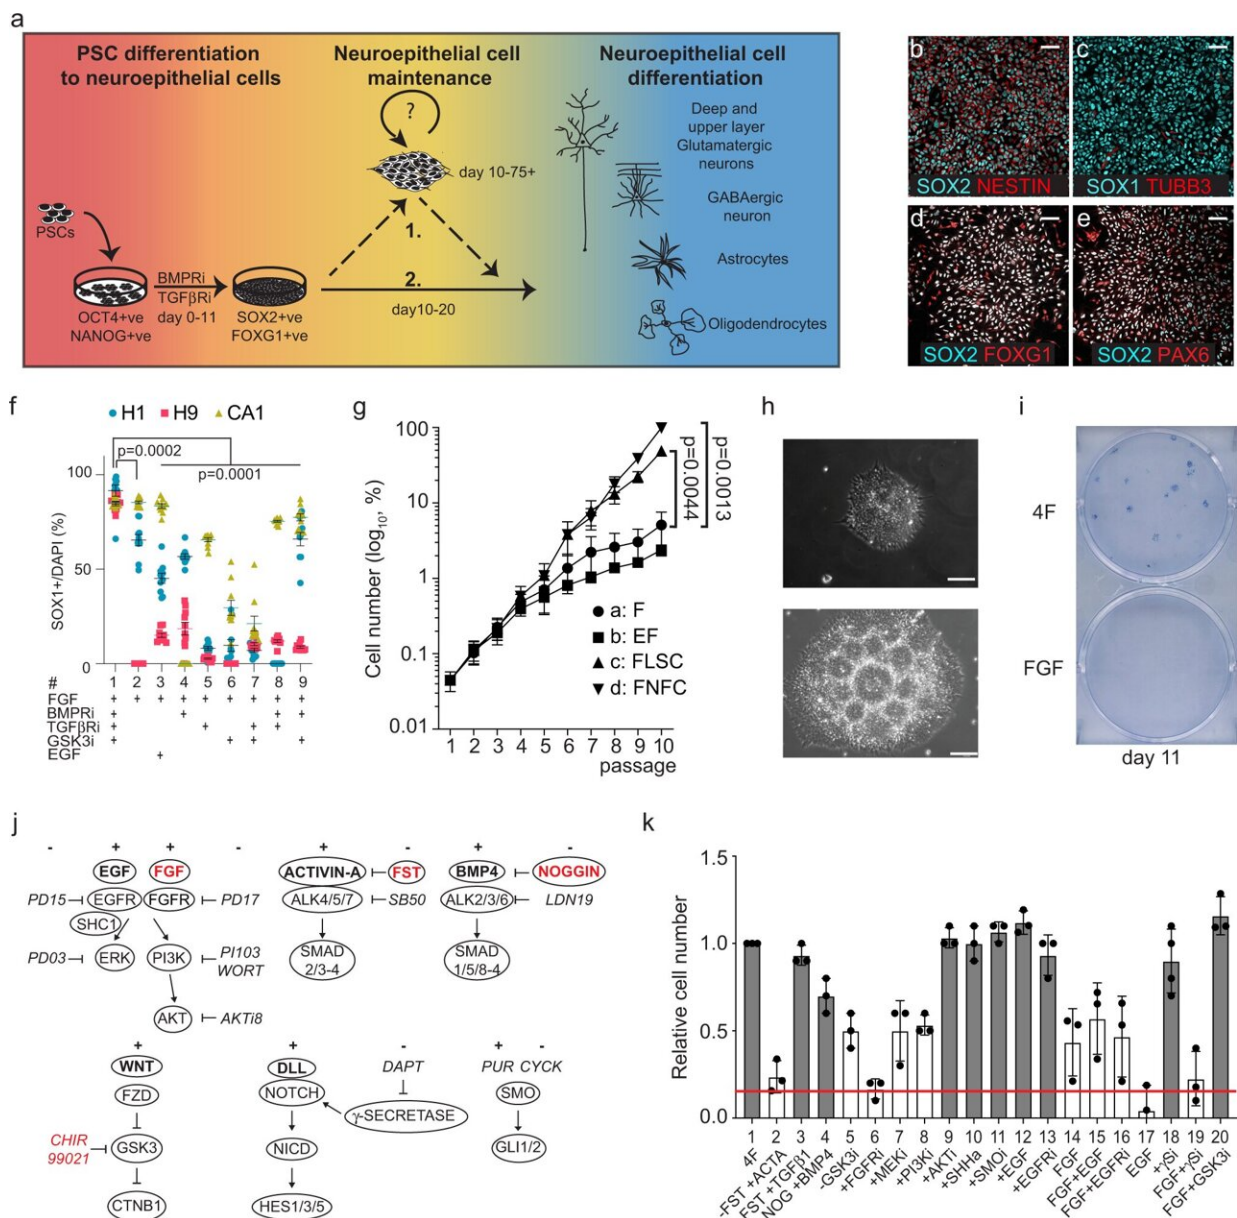 a
PSC differentiation
to neuroepithelial cells
Neuroepithelial cell
maintenance
Neuroepithelial cell
differentiation
?
day 10-75+
PSCs
BMPRi
TGFβRi
day 0-11
OCT4+ve
NANOG+ve
SOX2+ve
FOXG1+ve
1.
2.
day10-20
Deep and
upper layer
Glutamatergic
neurons
GABAergic
neuron
Astrocytes
Oligodendrocytes
b
SOX2 NESTIN
c
SOX1 TUBB3
d
SOX2 FOXG1
e
SOX2 PAX6
f
H1 H9 CA1
p=0.0002
p=0.0001
100
50
0
SOX1+/DAPI (%)
# 1 2 3 4 5 6 7 8 9
FGF + + + + + + + + +
BMPRi + + + +
TGFβRi + + + +
GSK3i + + + +
EGF +
g
Cell number (log10, %)
100
10
1
0.1
0.01
1 2 3 4 5 6 7 8 9 10
passage
a: F
b: EF
c: FLSC
d: FNFC
p=0.0044
p=0.0013
h
i
4F
FGF
day 11
j
- + + -
EGF FGF
PD15 EGFR FGFR PD17
SHC1
PD03 ERK PI3K PI103
WORT
AKT AKTi8
+ -
ACTIVIN-A FST
ALK4/5/7 SB50
SMAD
2/3-4
+ -
BMP4 NOGGIN
ALK2/3/6 LDN19
SMAD
1/5/8-4
+
WNT
FZD
CHIR
99021
GSK3
CTNB1
+ -
DLL DAPT
NOTCH
γ-SECRETASE
NICD
HES1/3/5
+ -
PUR CYCK
SMO
GLI1/2
k
Relative cell number
1.5
1.0
0.5
0.0
1 2 3 4 5 6 7 8 9 10 11 12 13 14 15 16 17 18 19 20
4F
-FST +ACTA
FST +TGFβ1
NOG +BMP4
-GSK3i
+FGFRi
+MEKi
+PI3Ki
+AKTi
+SHHa
+SMOi
+EGF
+EGFRi
FGF
FGF+EGF
FGF+EGFRi
EGF
+γSi
FGF+γSi
FGF+GSK3i